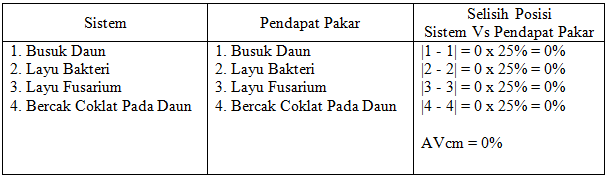 Sistem
Pendapat Pakar
Selisih Posisi
Sistem Vs Pendapat Pakar
1. Busuk Daun
2. Layu Bakteri
3. Layu Fusarium
4. Bercak Coklat Pada Daun
1. Busuk Daun
2. Layu Bakteri
3. Layu Fusarium
4. Bercak Coklat Pada Daun
|1 - 1| = 0 x 25% = 0%
|2 - 2| = 0 x 25% = 0%
|3 - 3| = 0 x 25% = 0%
|4 - 4| = 0 x 25% = 0%
AVcm = 0%